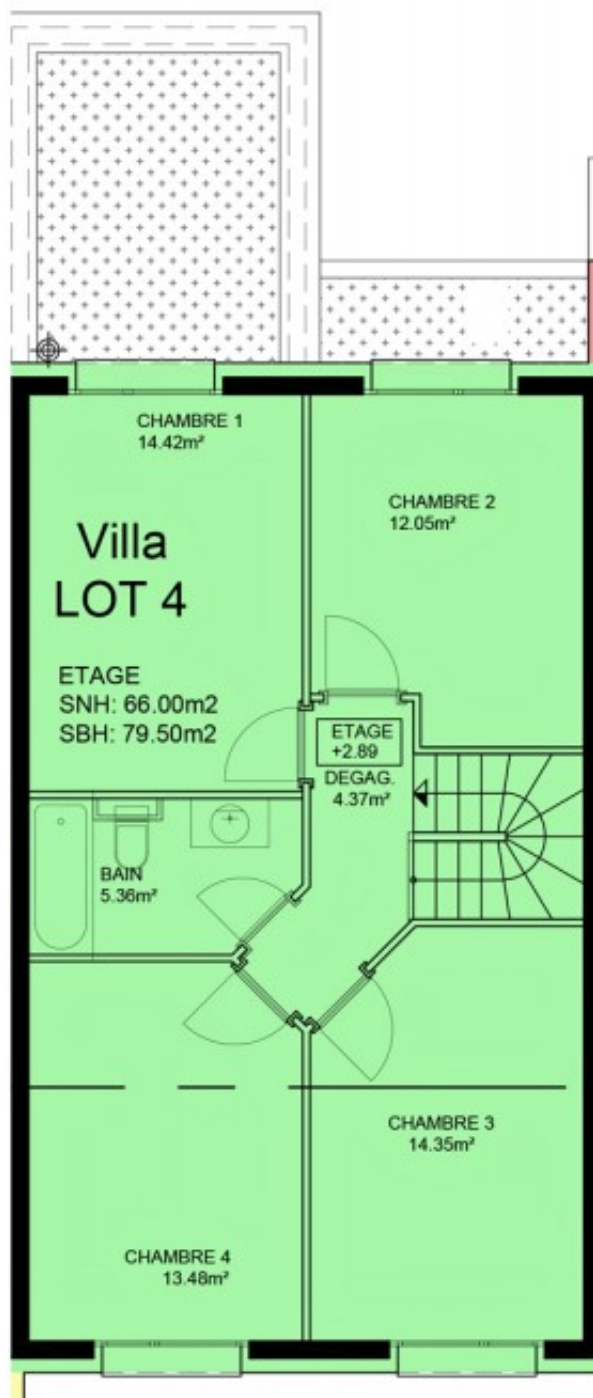 CHAMBRE 1
14.42m²
CHAMBRE 2
12.05m²
Villa
LOT 4
ETAGE
SNH: 66.00m2
SBH: 79.50m2
ETAGE
+2.89
DEGAG.
4.37m²
BAIN
5.36m²
CHAMBRE 3
14.35m²
CHAMBRE 4
13.48m²